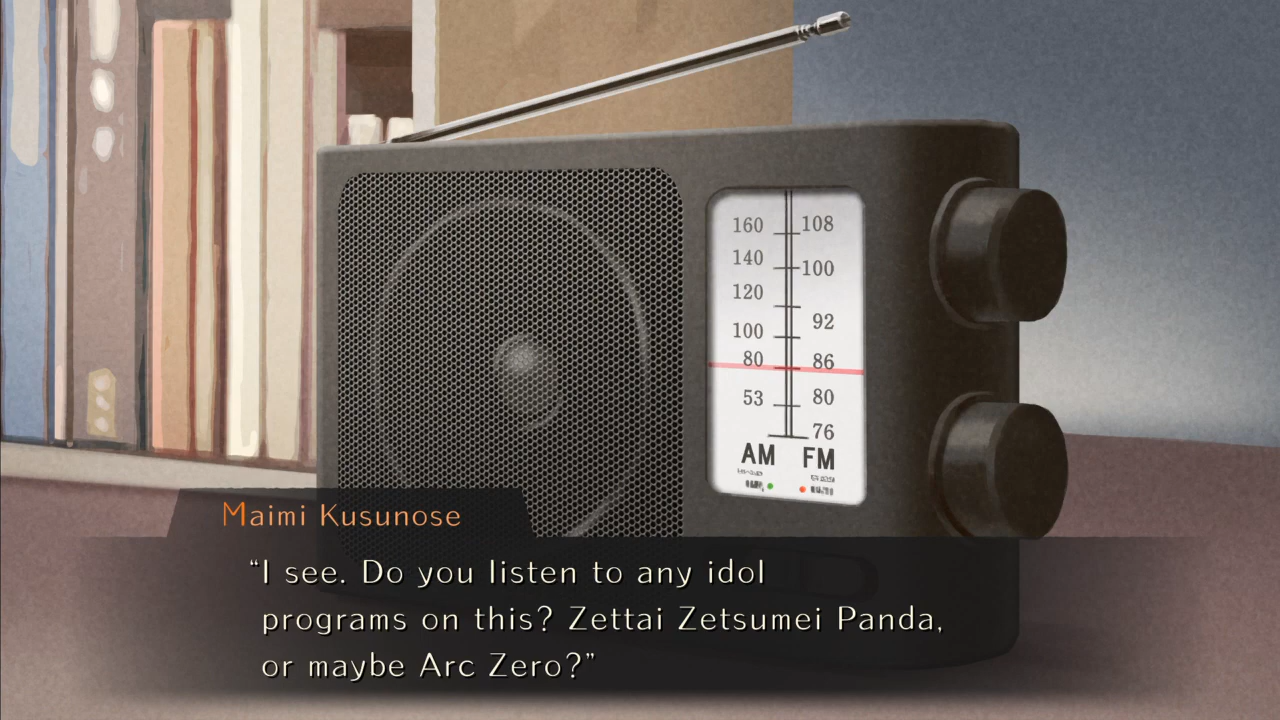 160 108
140 100
120
100 92
80 86
53 80
76
AM FM
Maimi Kusunose
“I see. Do you listen to any idol
programs on this? Zettai Zetsumei Panda,
or maybe Arc Zero?”